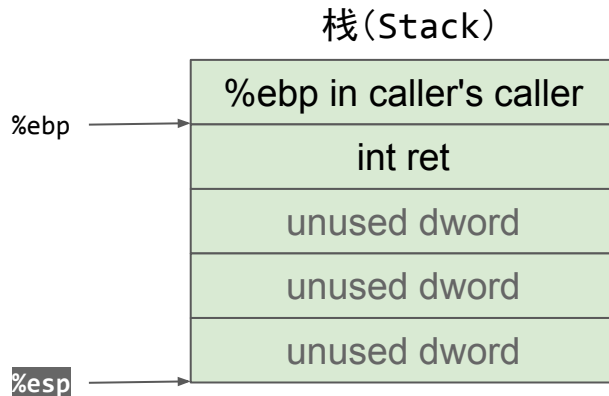 栈(Stack)
%ebp in caller's caller
%ebp
int ret
unused dword
unused dword
unused dword
%esp